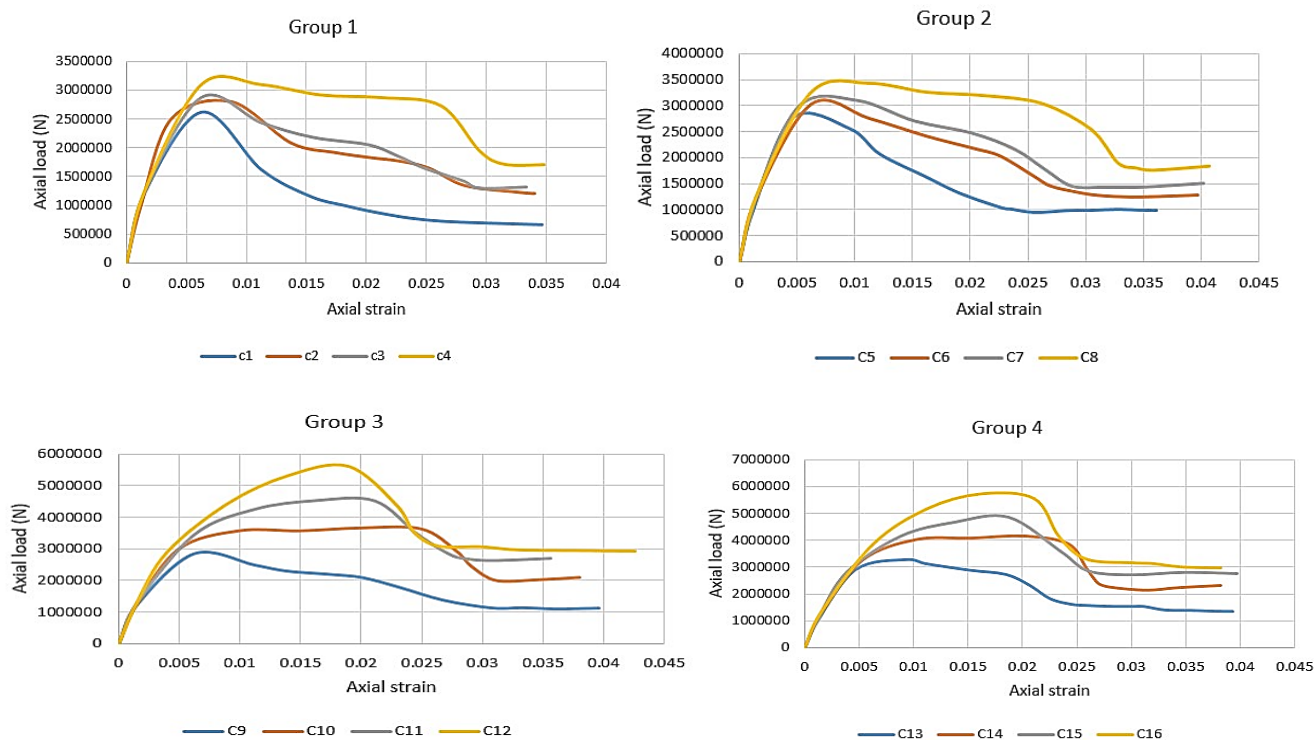 Group 1
3500000
3000000
2500000
2000000
1500000
1000000
500000
0
Axial load (N)
0 0.005 0.01 0.015 0.02 0.025 0.03 0.035 0.04
Axial strain
c1 c2 c3 c4
Group 2
4000000
3500000
3000000
2500000
2000000
1500000
1000000
500000
0
Axial load (N)
0 0.005 0.01 0.015 0.02 0.025 0.03 0.035 0.04 0.045
Axial strain
C5 C6 C7 C8
Group 3
6000000
5000000
4000000
3000000
2000000
1000000
0
Axial load (N)
0 0.005 0.01 0.015 0.02 0.025 0.03 0.035 0.04 0.045
Axial strain
C9 C10 C11 C12
Group 4
7000000
6000000
5000000
4000000
3000000
2000000
1000000
0
Axial load (N)
0 0.005 0.01 0.015 0.02 0.025 0.03 0.035 0.04 0.045
Axial strain
C13 C14 C15 C16